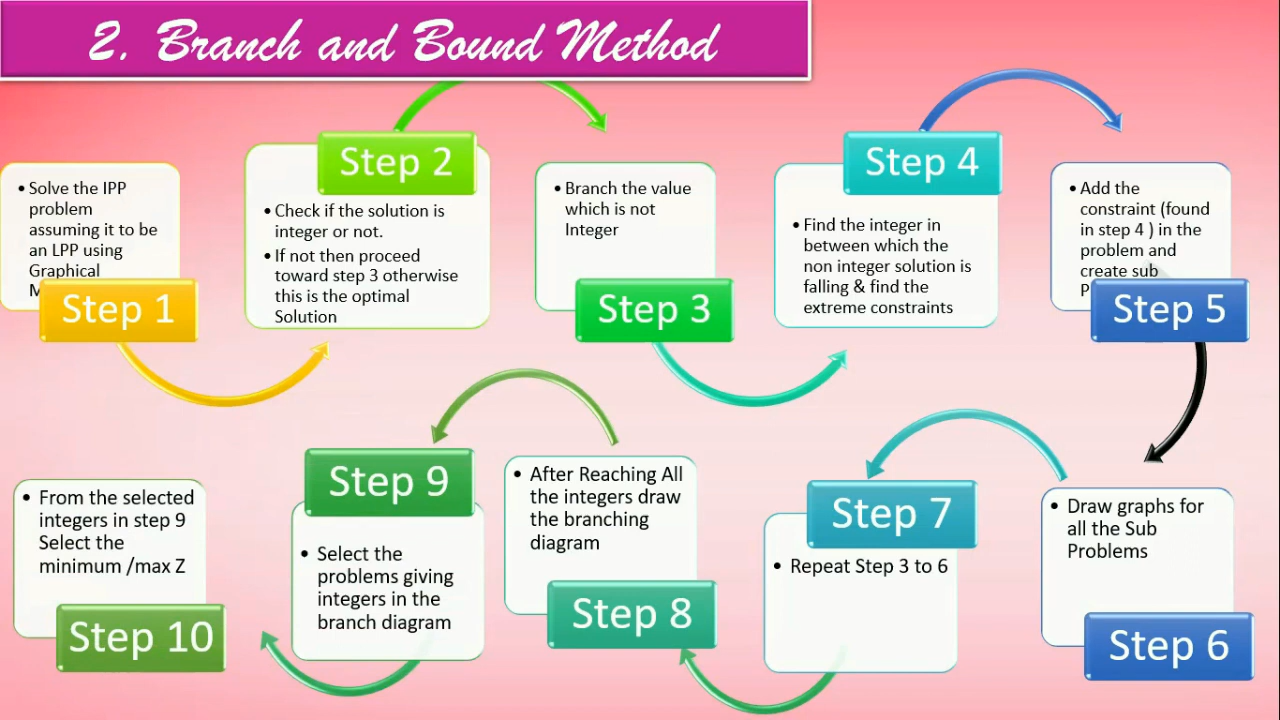 2. Branch and Bound Method
• Solve the IPP
problem
assuming it to be
an LPP using
Graphical
Step 1
Step 2
• Check if the solution is
integer or not.
• If not then proceed
toward step 3 otherwise
this is the optimal
Solution
• Branch the value
which is not
Integer
Step 3
Step 4
• Find the integer in
between which the
non integer solution is
falling & find the
extreme constraints
• Add the
constraint (found
in step 4 ) in the
problem and
create sub
Step 5
• Draw graphs for
all the Sub
Problems
Step 6
Step 7
• Repeat Step 3 to 6
• After Reaching All
the integers draw
the branching
diagram
Step 8
Step 9
• Select the
problems giving
integers in the
branch diagram
• From the selected
integers in step 9
Select the
minimum /max Z
Step 10